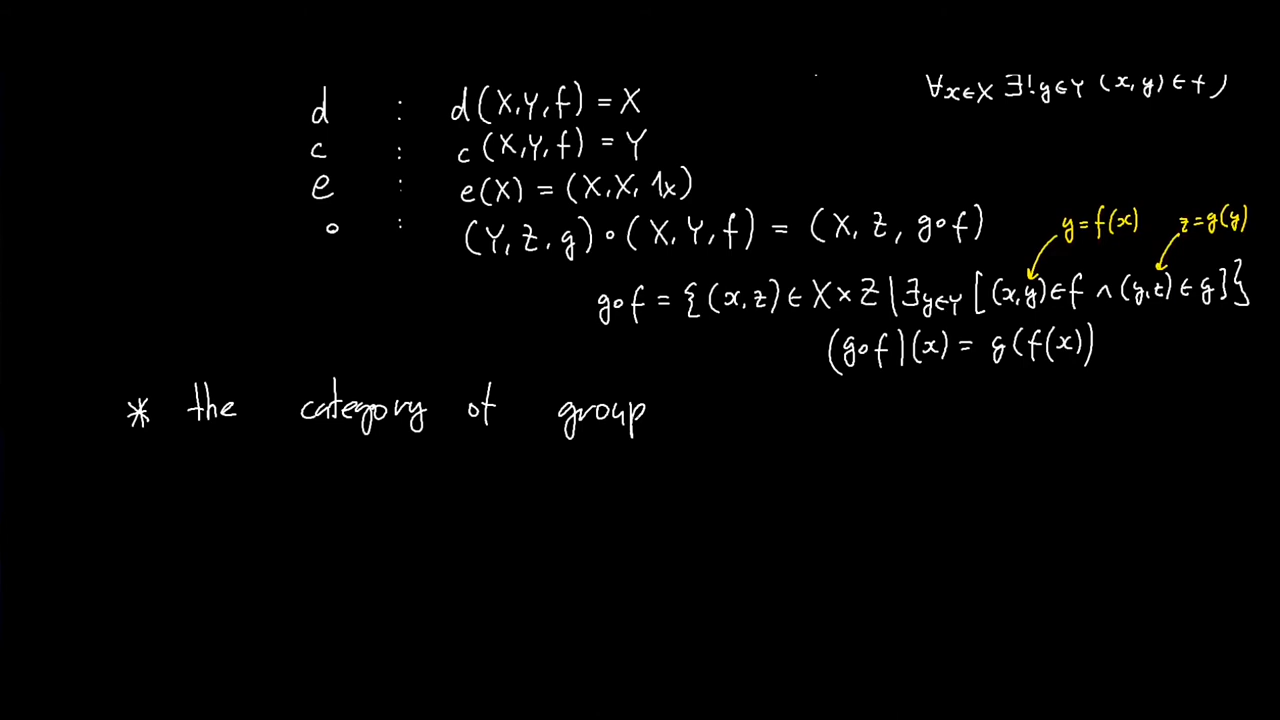 ∀x∈X ∃!y∈Y (x,y)∈f)
d : d(X,Y,f) = X
c : c(X,Y,f) = Y
e : e(X) = (X,X,1x)
∘ : (Y,Z,g)∘(X,Y,f) = (X,Z,g∘f)
y=f(x) z=g(y)
g∘f = {(x,z)∈X×Z|∃y∈Y[(x,y)∈f∧(y,z)∈g]}
(g∘f)(x) = g(f(x))
* the category of group